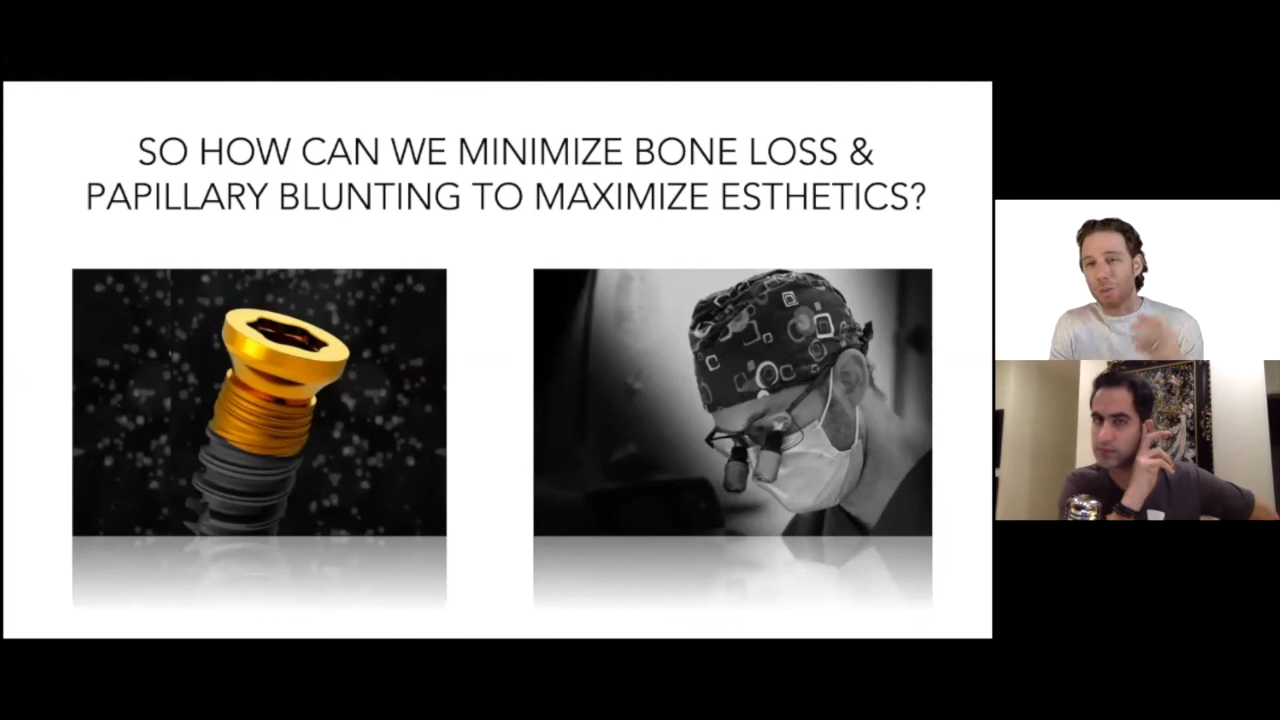 SO HOW CAN WE MINIMIZE BONE LOSS &
PAPILLARY BLUNTING TO MAXIMIZE ESTHETICS?